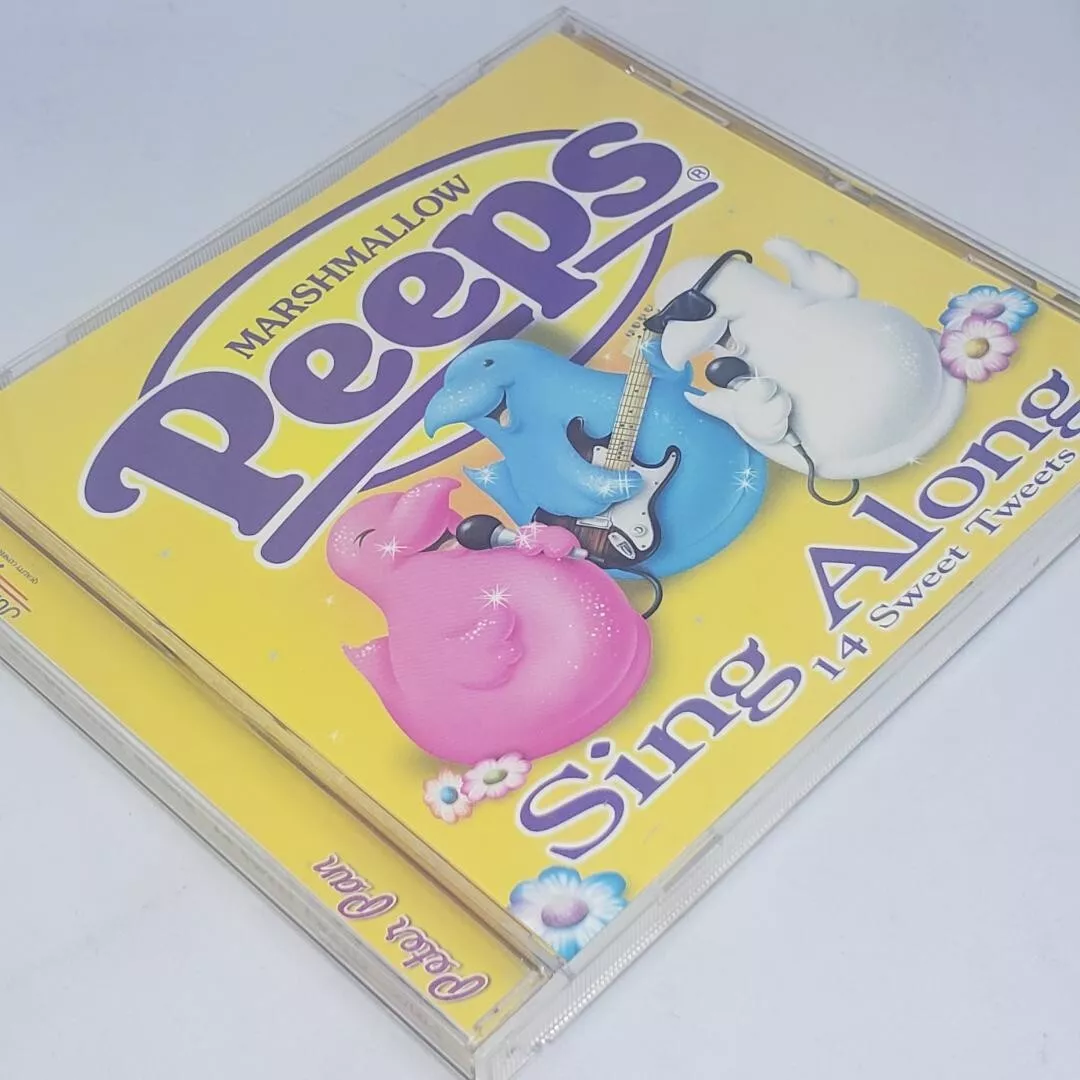 MARSHMALLOW
Peeps®
Sing Along
14 Sweet Tweets
Peter Pan